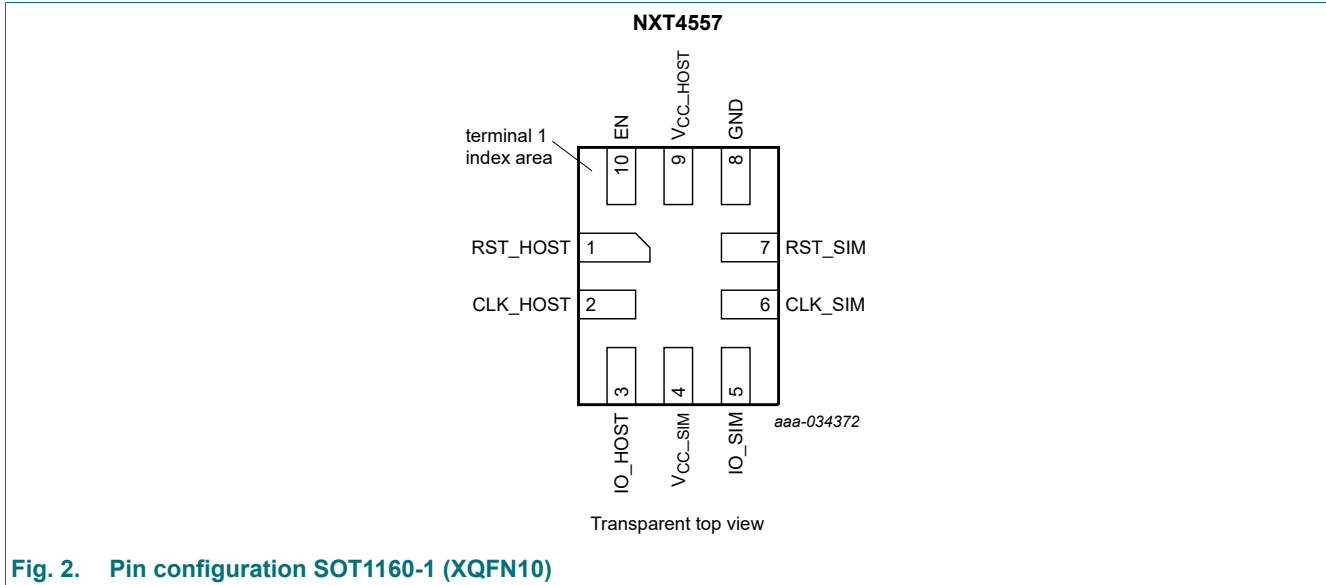 NXT4557
VCC_HOST
EN
GND
terminal 1
index area
10
9
8
RST_HOST 1
7 RST_SIM
CLK_HOST 2
6 CLK_SIM
3
4
5
IO_HOST
VCC_SIM
IO_SIM
aaa-034372
Transparent top view
Fig. 2. Pin configuration SOT1160-1 (XQFN10)